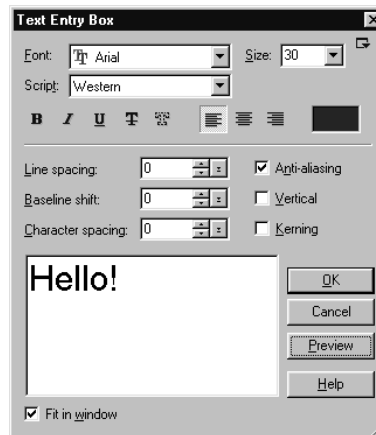 Text Entry Box
Font: Arial Size: 30
Script: Western
B I U T
Line spacing: 0 Anti-aliasing
Baseline shift: 0 Vertical
Character spacing: 0 Kerning
Hello!
OK
Cancel
Preview
Help
Fit in window